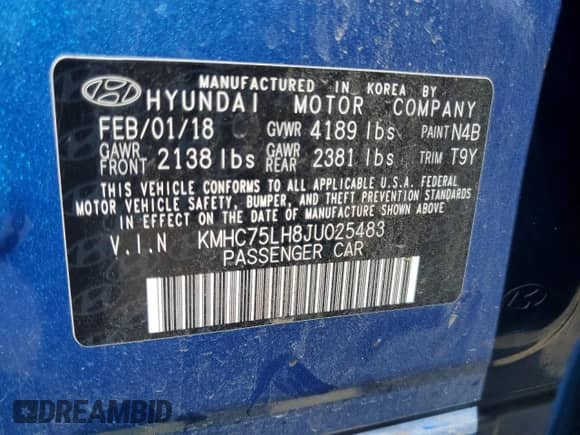 MANUFACTURED IN KOREA BY
HYUNDAI MOTOR COMPANY
FEB/01/18 GVWR 4189 lbs PAINT N4B
GAWR FRONT 2138 lbs GAWR REAR 2381 lbs TRIM T9Y
THIS VEHICLE CONFORMS TO ALL APPLICABLE U.S.A. FEDERAL
MOTOR VEHICLE SAFETY, BUMPER, AND THEFT PREVENTION STANDARDS
IN EFFECT ON THE DATE OF MANUFACTURE SHOWN ABOVE.
V.I.N KMHC75LH8JU025483
PASSENGER CAR
DREAMBID